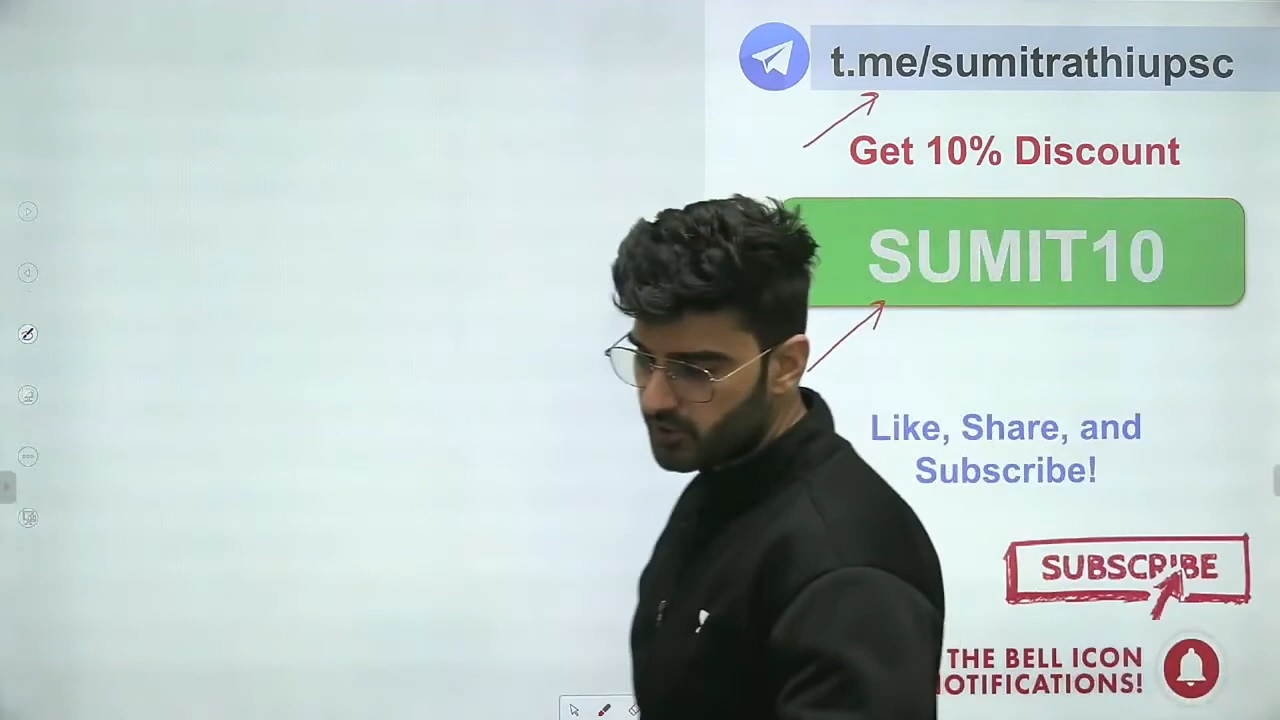 t.me/sumitrathiupsc
Get 10% Discount
SUMIT10
Like, Share, and
Subscribe!
SUBSCRIBE
THE BELL ICON
OTIFICATIONS!